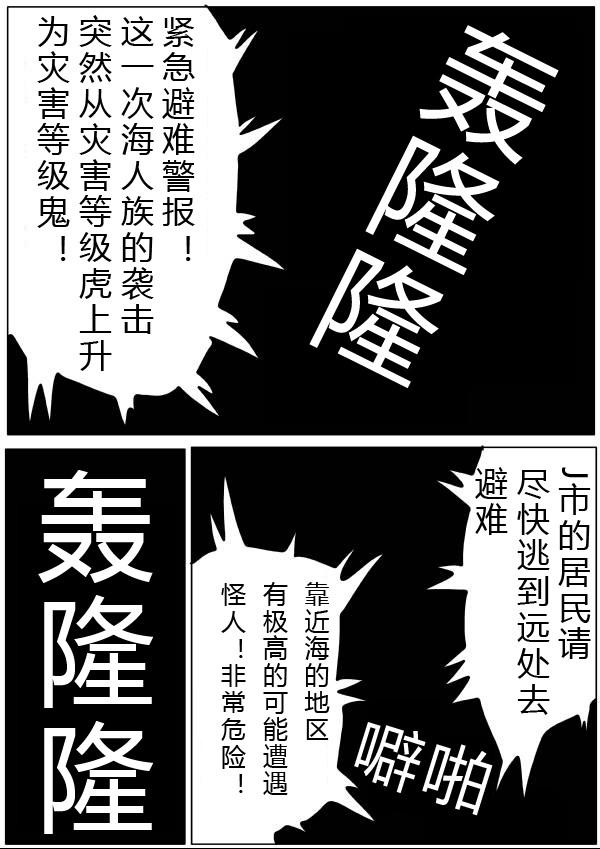 轰隆隆
紧急避难警报！
这一次海人族的袭击
突然从灾害等级虎上升
为灾害等级鬼！
J市的居民请
尽快逃到远处去
避难
噼啪
靠近海的地区
有极高的可能遭遇
怪人！非常危险！
轰隆隆